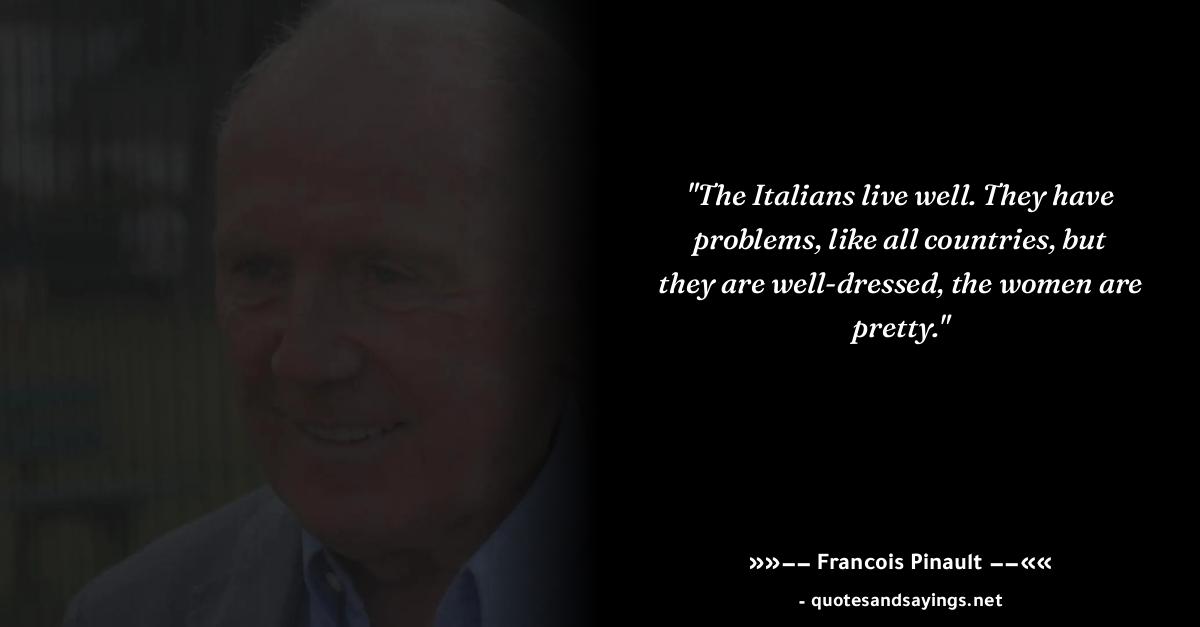 "The Italians live well. They have
problems, like all countries, but
they are well-dressed, the women are
pretty."
»»−− Francois Pinault −−««
- quotesandsayings.net